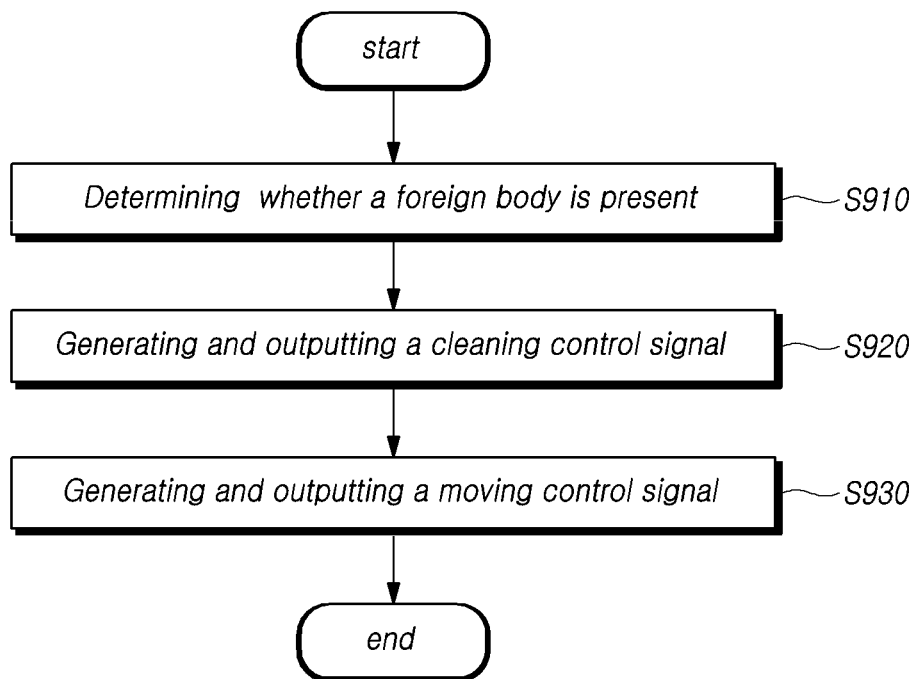 start
Determining whether a foreign body is present
S910
Generating and outputting a cleaning control signal
S920
Generating and outputting a moving control signal
S930
end